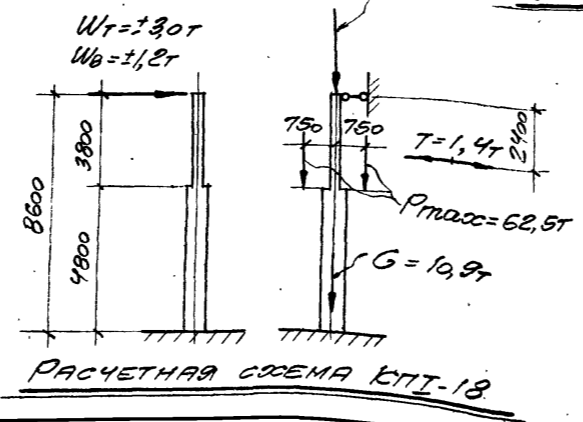 Wт=±3,0т
Wв=±1,2т
3800
8600
4800
750 750
T=1,4т
2400
Pmax=62,5т
G=10,9т
РАСЧЕТНАЯ СХЕМА КПI-18